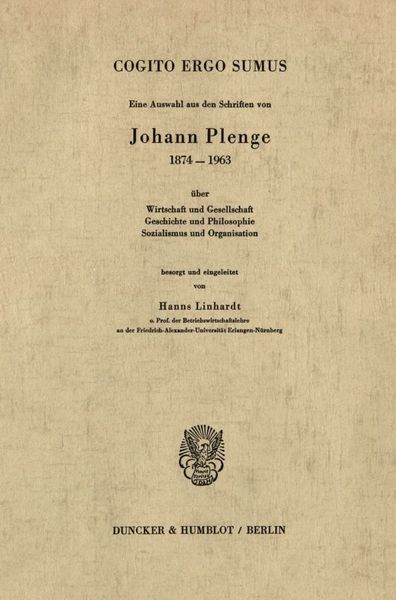 COGITO ERGO SUMUS
Eine Auswahl aus den Schriften von
Johann Plenge
1874 — 1963
über
Wirtschaft und Gesellschaft
Geschichte und Philosophie
Sozialismus und Organisation
besorgt und eingeleitet
von
Hanns Linhardt
o. Prof. der Betriebswirtschaftslehre
an der Friedrich-Alexander-Universität Erlangen-Nürnberg
DUNCKER & HUMBLOT / BERLIN